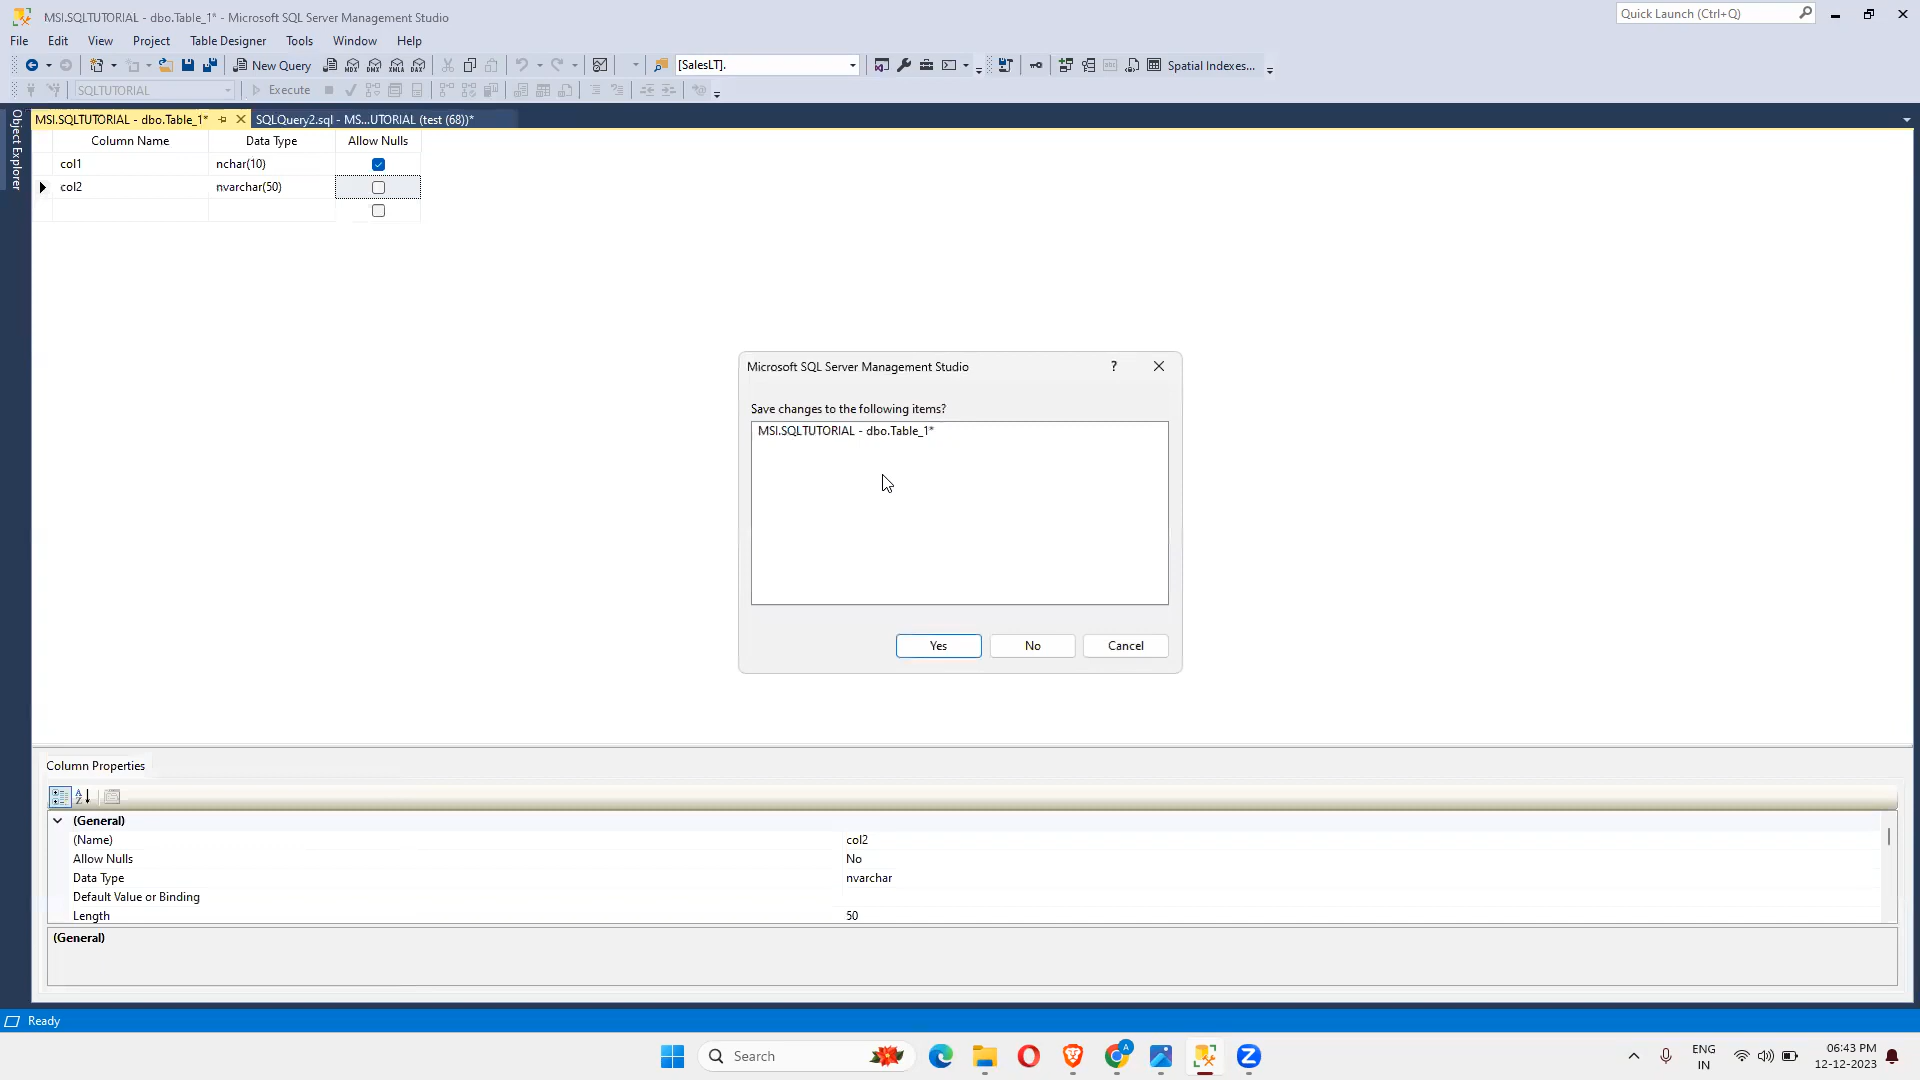 MSI.SQLTUTORIAL - dbo.Table_1* - Microsoft SQL Server Management Studio
Quick Launch (Ctrl+Q)
File Edit View Project Table Designer Tools Window Help
New Query
MDX DMX XMLA DAX
[SalesLT].
Spatial Indexes...
SQLTUTORIAL
Execute
Object Explorer
MSI.SQLTUTORIAL - dbo.Table_1*
SQLQuery2.sql - MS...UTORIAL (test (68))*
Column Name Data Type Allow Nulls
col1 nchar(10)
col2 nvarchar(50)
Microsoft SQL Server Management Studio ?
Save changes to the following items?
MSI.SQLTUTORIAL - dbo.Table_1*
Yes No Cancel
Column Properties
(General)
(Name) col2
Allow Nulls No
Data Type nvarchar
Default Value or Binding
Length 50
(General)
Ready
Search
A
ENG
IN
06:43 PM
12-12-2023